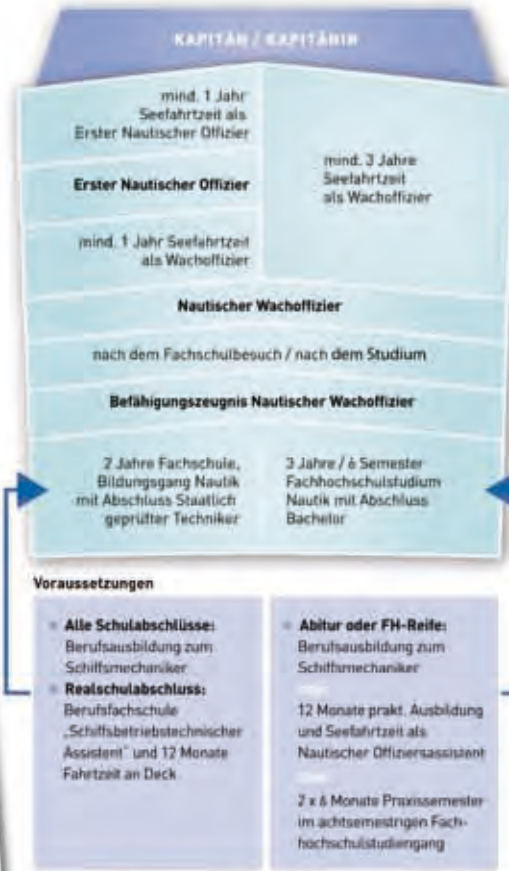 KAPITÄN / KAPITÄNIN
mind. 1 Jahr
Seefahrtzeit als
Erster Nautischer Offizier
Erster Nautischer Offizier
mind. 1 Jahr Seefahrtzeit
als Wachoffizier
mind. 3 Jahre
Seefahrtzeit
als Wachoffizier
Nautischer Wachoffizier
nach dem Fachschulbesuch / nach dem Studium
Befähigungszeugnis Nautischer Wachoffizier
2 Jahre Fachschule,
Bildungsgang Nautik
mit Abschluss Staatlich
geprüfter Techniker
3 Jahre / 6 Semester
Fachhochschulstudium
Nautik mit Abschluss
Bachelor
Voraussetzungen
Alle Schulabschlüsse:
Berufsausbildung zum
Schiffsmechaniker
Realschulabschluss:
Berufsfachschule
„Schiffsbetriebstechnischer
Assistent" und 12 Monate
Fahrtzeit an Deck
Abitur oder FH-Reife:
Berufsausbildung zum
Schiffsmechaniker
12 Monate prakt. Ausbildung
und Seefahrtzeit als
Nautischer Offiziersassistent
2 x 6 Monate Praxissemester
im achtsemestrigen Fach-
hochschulstudiengang